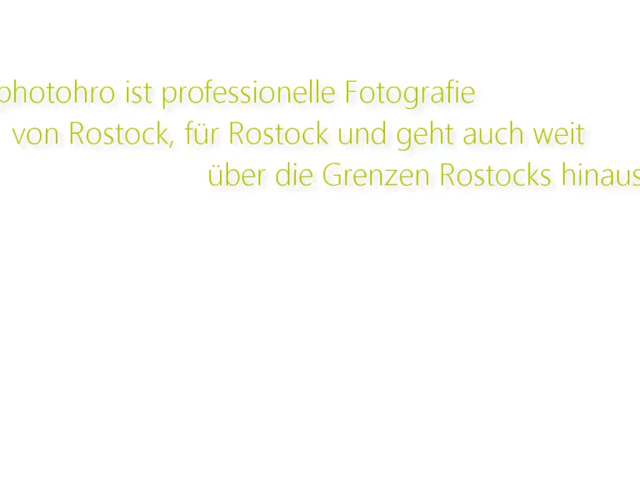 photohro ist professionelle Fotografie
von Rostock, für Rostock und geht auch weit
über die Grenzen Rostocks hinaus